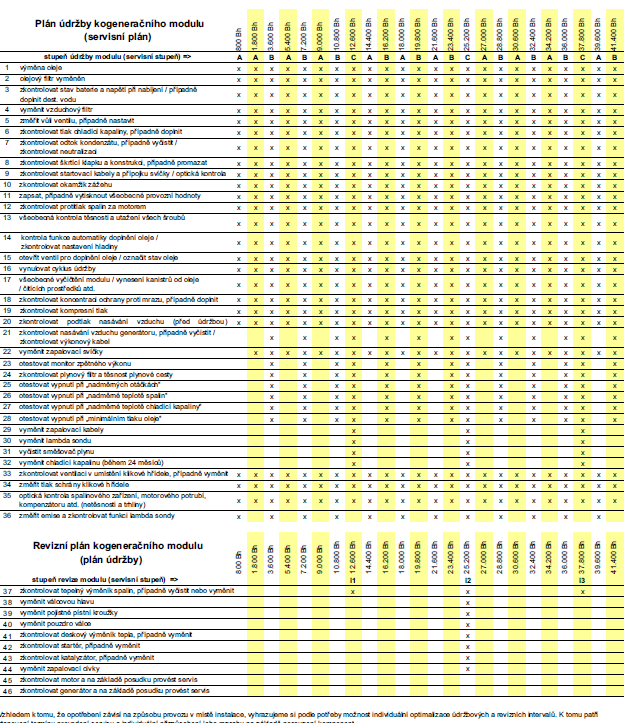 Plán údržby kogeneračního modulu
(servisní plán)
800 Bh 1.800 Bh 3.600 Bh 5.400 Bh 7.200 Bh 9.000 Bh 10.800 Bh 12.600 Bh 14.400 Bh 16.200 Bh 18.000 Bh 19.800 Bh 21.600 Bh 23.400 Bh 25.200 Bh 27.000 Bh 28.800 Bh 30.600 Bh 32.400 Bh 34.200 Bh 36.000 Bh 37.800 Bh 39.600 Bh 41.400 Bh
stupeň údržby modulu (servisní stupeň) => A A B A B A B C A B A B A B C A B A B A B C A B
1 výměna oleje x x x x x x x x x x x x x x x x x x x x x x x x
2 olejový filtr vyměněn x x x x x x x x x x x x x x x x x x x x x x x x
3 zkontrolovat stav baterie a napětí při nabíjení / případně
doplnit dest. vodu x x x x x x x x x x x x x x x x x x x x x x x x
4 vyměnit vzduchový filtr x x x x x x x x x x x x x x x x x x x x x x x x
5 změřit vůli ventilu, případně nastavit x x x x x x x x x x x x x x x x x x x x x x x x
6 zkontrolovat tlak chladicí kapaliny, případně doplnit x x x x x x x x x x x x x x x x x x x x x x x x
7 zkontrolovat odtok kondenzátu, případně vyčistit /
zkontrolovat neutralizaci x x x x x x x x x x x x x x x x x x x x x x x x
8 zkontrolovat škrticí klapku a konstrukci, případně promazat x x x x x x x x x x x x x x x x x x x x x x x x
9 zkontrolovat startovací kabely a přípojku svíčky / optická kontrola x x x x x x x x x x x x x x x x x x x x x x x x
10 zkontrolovat okamžik zážehu x x x x x x x x x x x x x x x x x x x x x x x x
11 zapsat, případně vytisknout všeobecné provozní hodnoty x x x x x x x x x x x x x x x x x x x x x x x x
12 zkontrolovat protitlak spalin za motorem x x x x x x x x x x x x x x x x x x x x x x x x
13 všeobecná kontrola těsnosti a utažení všech šroubů
x x x x x x x x x x x x x x x x x x x x x x x x
14 kontrola funkce automatiky doplnění oleje /
zkontrolovat nastavení hladiny x x x x x x x x x x x x x x x x x x x x x x x x
15 otevřít ventil pro doplnění oleje / označit stav oleje x x x x x x x x x x x x x x x x x x x x x x x x
16 vynulovat cyklus údržby x x x x x x x x x x x x x x x x x x x x x x x x
17 všeobecné vyčištění modulu / vynesení kanistrů od oleje
/ čiticích prostředků atd. x x x x x x x x x x x x x x x x x x x x x x x x
18 zkontrolovat koncentraci ochrany proti mrazu, případně doplnit x x x x x x x x x x x x x x x x x x x x x x x x
19 zkontrolovat kompresní tlak x x x x x x x x x x x x x x x x x x x x x x x x
20 zkontrolovat podtlak nasávání vzduchu (před údržbou) x x x x x x x x x x x x x x x x x x x x x x x x
21 zkontrolovat nasávání vzduchu generátoru, případně vyčistit /
zkontrolovat výkonový kabel x x x x x x x x x x x x x
22 vyměnit zapalovací svíčky x x x x x x x x x x x x x x x x x x x x x x x
23 otestovat monitor zpětného výkonu x x x x x x x x x x x x x
24 zkontrolovat plynový filtr a těsnost plynové cesty x x x x x x x x x x x x x
25 otestovat vypnutí při „nadměrných otáčkách" x x x x x x x x x x x x x
26 otestovat vypnutí při „nadměrné teplotě spalin" x x x x x x x x x x x x x
27 otestovat vypnutí při „nadměrné teplotě chladicí kapaliny" x x x x x x x x x x x x x
28 otestovat vypnutí při „minimálním tlaku oleje" x x x x x x x x x x x x x
29 vyměnit zapalovací kabely x x x
30 vyměnit lambda sondu x x x
31 vyčistit směšovač plynu x x x
32 vyměnit chladicí kapalinu (během 24 měsíců) x x x
33 zkontrolovat ventilaci v umístění klikové hřídele, případně vyměnit x x x x x x x x x x x x x x x x x x x x x x x x
34 změřit tlak schrány klikové hřídele x x x x x x x x x x x x x x x x x x x x x x x x
35 optická kontrola spalinového zařízení, motorového potrubí,
kompenzátoru atd. (netěsnosti a trhliny) x x x x x x x x x x x x x x x x x x x x x x x x
36 změřit emise a zkontrolovat funkci lambda sondy x x x x x x x x x x x x
Revizní plán kogeneračního modulu
(plán údržby)
800 Bh 1.800 Bh 3.600 Bh 5.400 Bh 7.200 Bh 9.000 Bh 10.800 Bh 12.600 Bh 14.400 Bh 16.200 Bh 18.000 Bh 19.800 Bh 21.600 Bh 23.400 Bh 25.200 Bh 27.000 Bh 28.800 Bh 30.600 Bh 32.400 Bh 34.200 Bh 36.000 Bh 37.800 Bh 39.600 Bh 41.400 Bh
stupeň revize modulu (servisní stupeň) => I1 I2 I3
37 zkontrolovat tepelný výměník spalin, případně vyčistit nebo vyměnit x x x
38 vyměnit válcovou hlavu x
39 vyměnit pojistné pístní kroužky x
40 vyměnit pouzdro válce x
41 zkontrolovat deskový výměník tepla, případně vyměnit x
42 zkontrolovat startér, případně vyměnit x
43 zkontrolovat katalyzátor, případně vyměnit x
44 vyměnit zapalovací cívky x
45 zkontrolovat motor a na základě posudku provést servis
46 zkontrolovat generátor a na základě posudku provést servis
Vzhledem k tomu, že opotřebení závisí na způsobu provozu v místě instalace, vyhrazujeme si podle potřeby možnost individuální optimalizace údržbových a revizních intervalů. K tomu patří